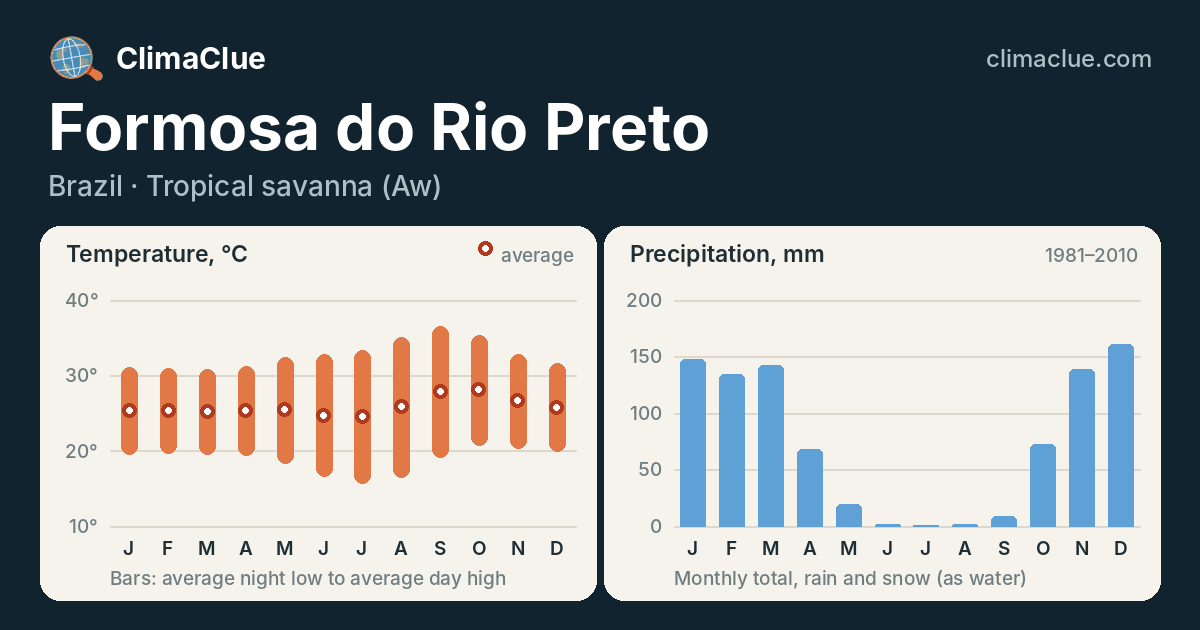 ClimaClue
climaclue.com
Formosa do Rio Preto
Brazil · Tropical savanna (Aw)
Temperature, °C
average
40°
30°
20°
10°
J F M A M J J A S O N D
Bars: average night low to average day high
Precipitation, mm
1981–2010
200
150
100
50
0
J F M A M J J A S O N D
Monthly total, rain and snow (as water)